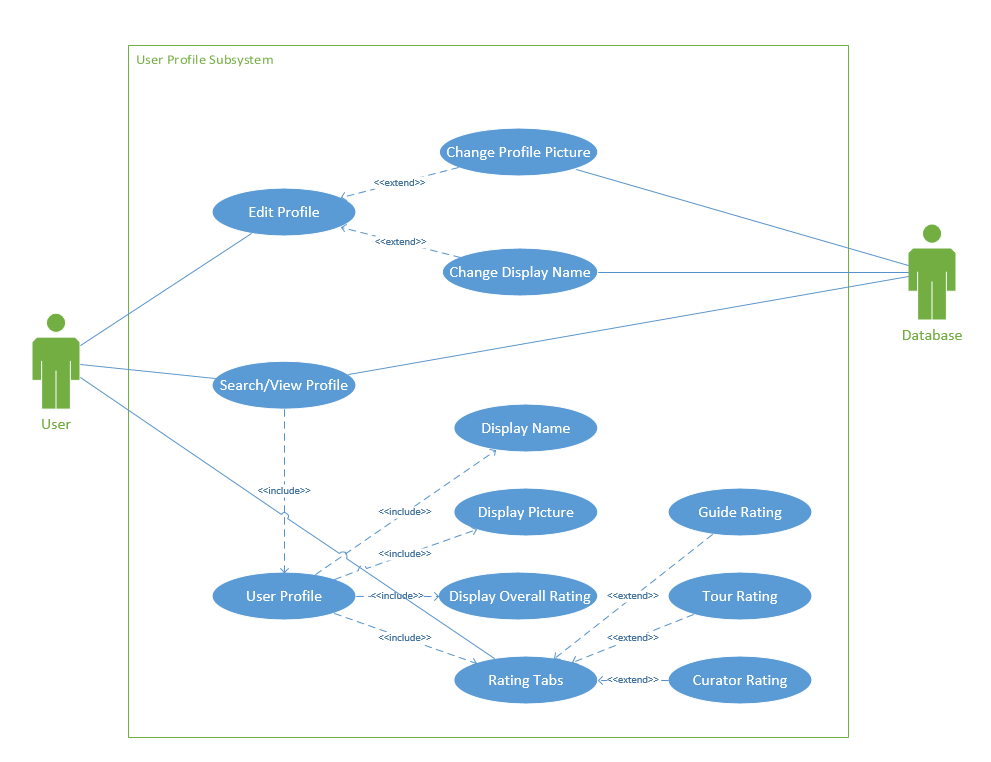 User Profile Subsystem
Change Profile Picture
<<extend>>
Edit Profile
<<extend>>
Change Display Name
Database
Search/View Profile
User
Display Name
<<include>>
<<include>>
Display Picture
Guide Rating
<<include>>
User Profile
<<include>>
Display Overall Rating
<<extend>>
Tour Rating
<<include>>
<<extend>>
Rating Tabs
<<extend>>
Curator Rating